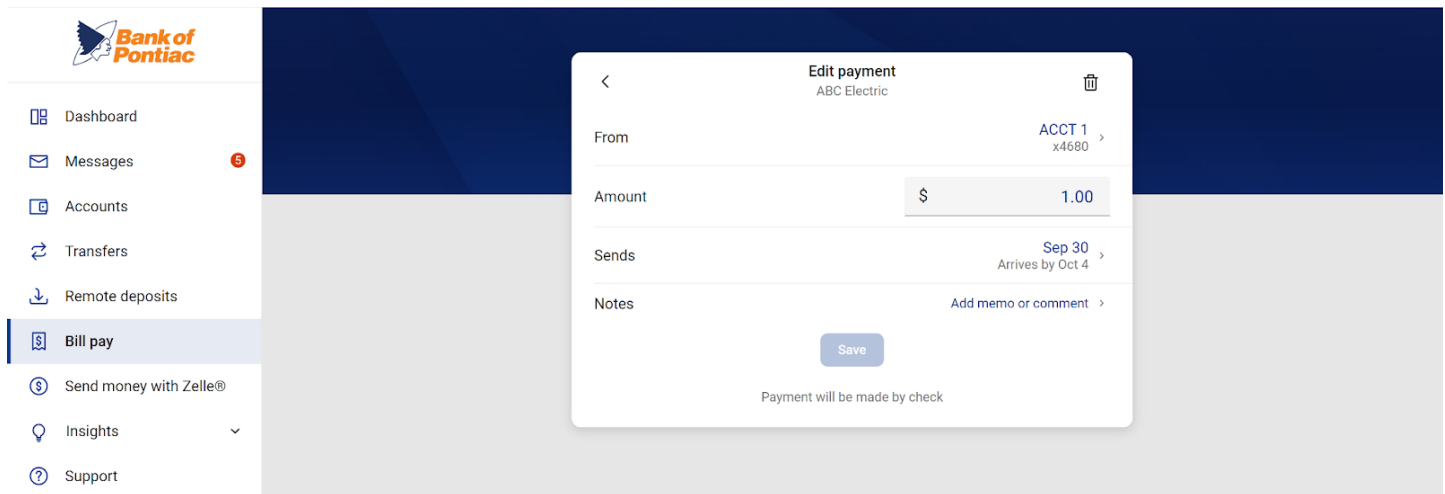 Bank of
Pontiac
Dashboard
Messages 5
Accounts
Transfers
Remote deposits
Bill pay
Send money with Zelle®
Insights
Support
Edit payment
ABC Electric
From ACCT 1
x4680
Amount $ 1.00
Sends Sep 30
Arrives by Oct 4
Notes Add memo or comment
Save
Payment will be made by check